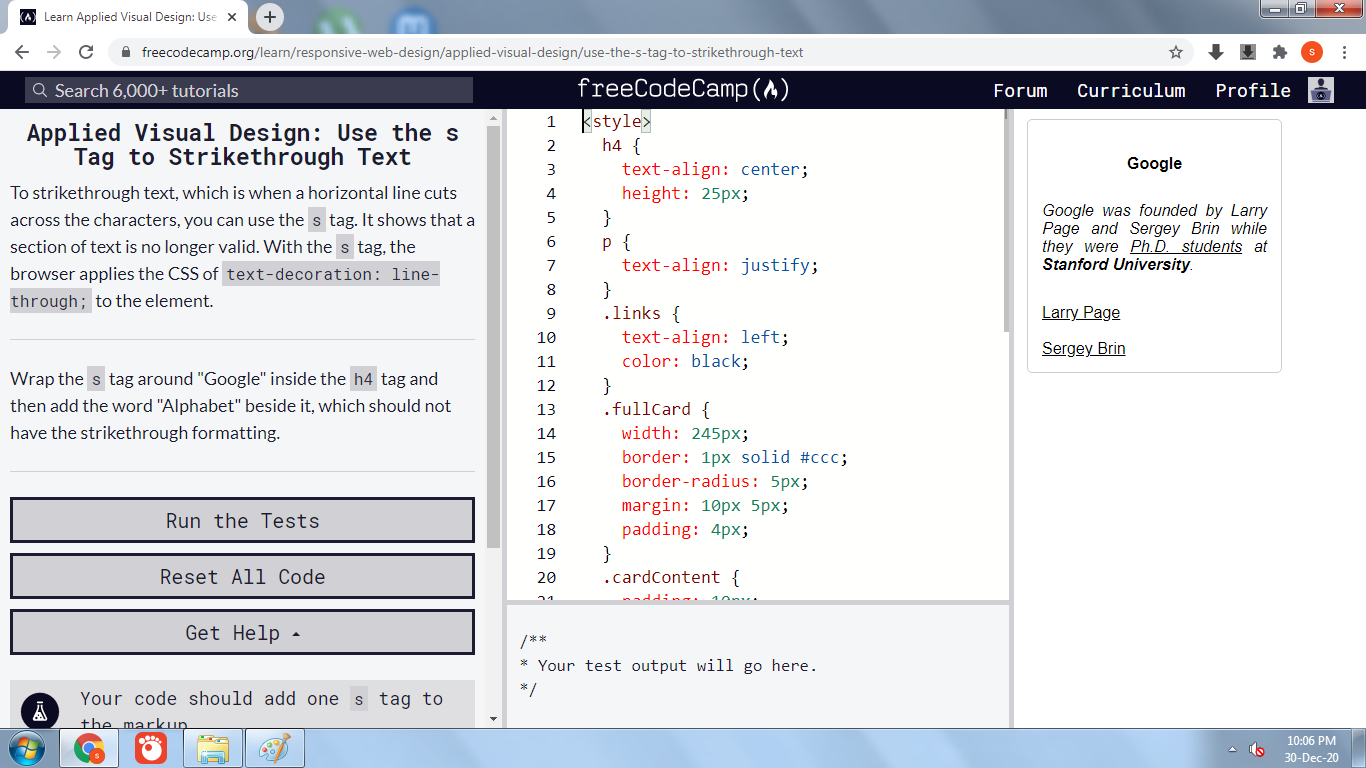 Learn Applied Visual Design: Use
freecodecamp.org/learn/responsive-web-design/applied-visual-design/use-the-s-tag-to-strikethrough-text
s
Search 6,000+ tutorials
freeCodeCamp
Forum Curriculum Profile
Applied Visual Design: Use the s
Tag to Strikethrough Text
To strikethrough text, which is when a horizontal line cuts
across the characters, you can use the s tag. It shows that a
section of text is no longer valid. With the s tag, the
browser applies the CSS of text-decoration: line-
through; to the element.
Wrap the s tag around "Google" inside the h4 tag and
then add the word "Alphabet" beside it, which should not
have the strikethrough formatting.
Run the Tests
Reset All Code
Get Help
Your code should add one s tag to
the markup
1 <style>
2 h4 {
3 text-align: center;
4 height: 25px;
5 }
6 p {
7 text-align: justify;
8 }
9 .links {
10 text-align: left;
11 color: black;
12 }
13 .fullCard {
14 width: 245px;
15 border: 1px solid #ccc;
16 border-radius: 5px;
17 margin: 10px 5px;
18 padding: 4px;
19 }
20 .cardContent {
21 padding: 10px;
/**
* Your test output will go here.
*/
Google
Google was founded by Larry
Page and Sergey Brin while
they were Ph.D. students at
Stanford University.
Larry Page
Sergey Brin
S
10:06 PM
30-Dec-20